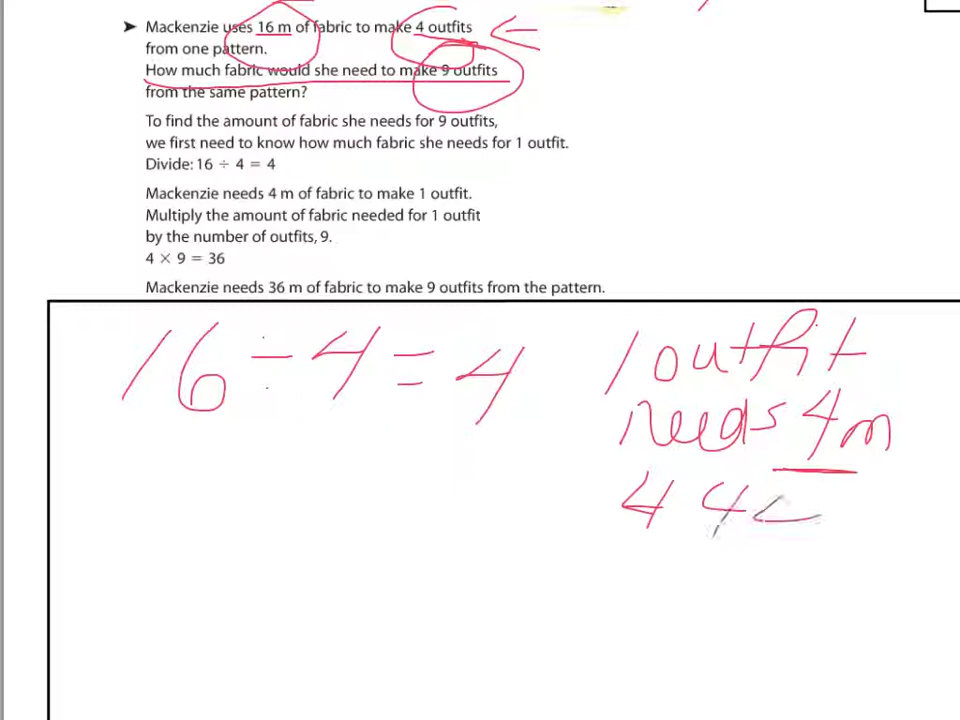 ➤ Mackenzie uses 16 m of fabric to make 4 outfits
from one pattern.
How much fabric would she need to make 9 outfits
from the same pattern?
To find the amount of fabric she needs for 9 outfits,
we first need to know how much fabric she needs for 1 outfit.
Divide: 16 ÷ 4 = 4
Mackenzie needs 4 m of fabric to make 1 outfit.
Multiply the amount of fabric needed for 1 outfit
by the number of outfits, 9.
4 × 9 = 36
Mackenzie needs 36 m of fabric to make 9 outfits from the pattern.
16 ÷ 4 = 4
1 outfit
needs 4m
4 4